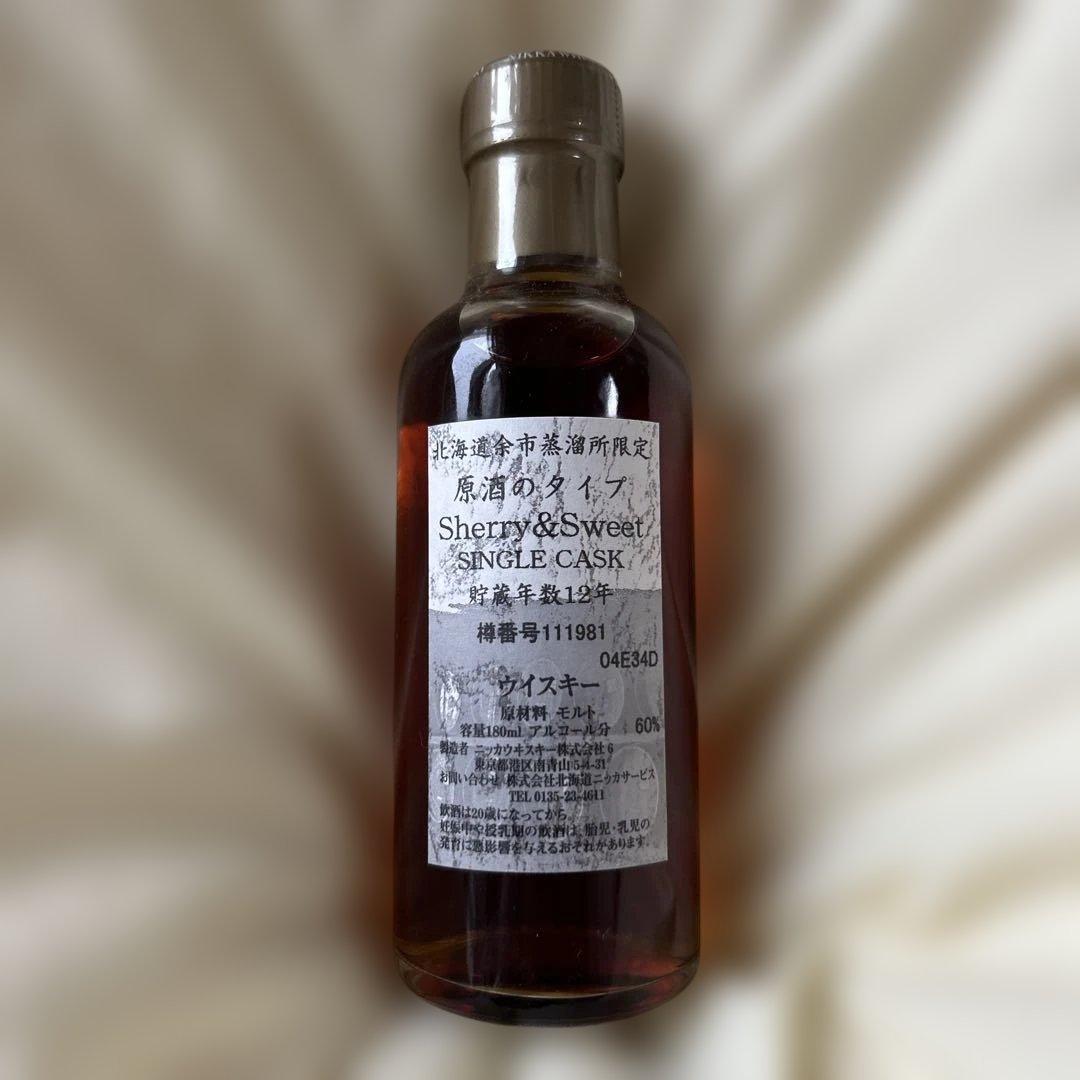 NIKKA WH
北海道余市蒸溜所限定
原酒のタイプ
Sherry&Sweet
SINGLE CASK
貯蔵年数12年
樽番号111981
04E34D
ウイスキー
原材料 モルト
容量180ml アルコール分 60%
製造者 ニッカウヰスキー株式会社 6
東京都港区南青山 5-4-31
お問い合わせ 株式会社北海道ニッカサービス
TEL 0135-23-4611
飲酒は20歳になってから。
妊娠中や授乳期の飲酒は、胎児・乳児の
発育に悪影響を与えるおそれがあります。